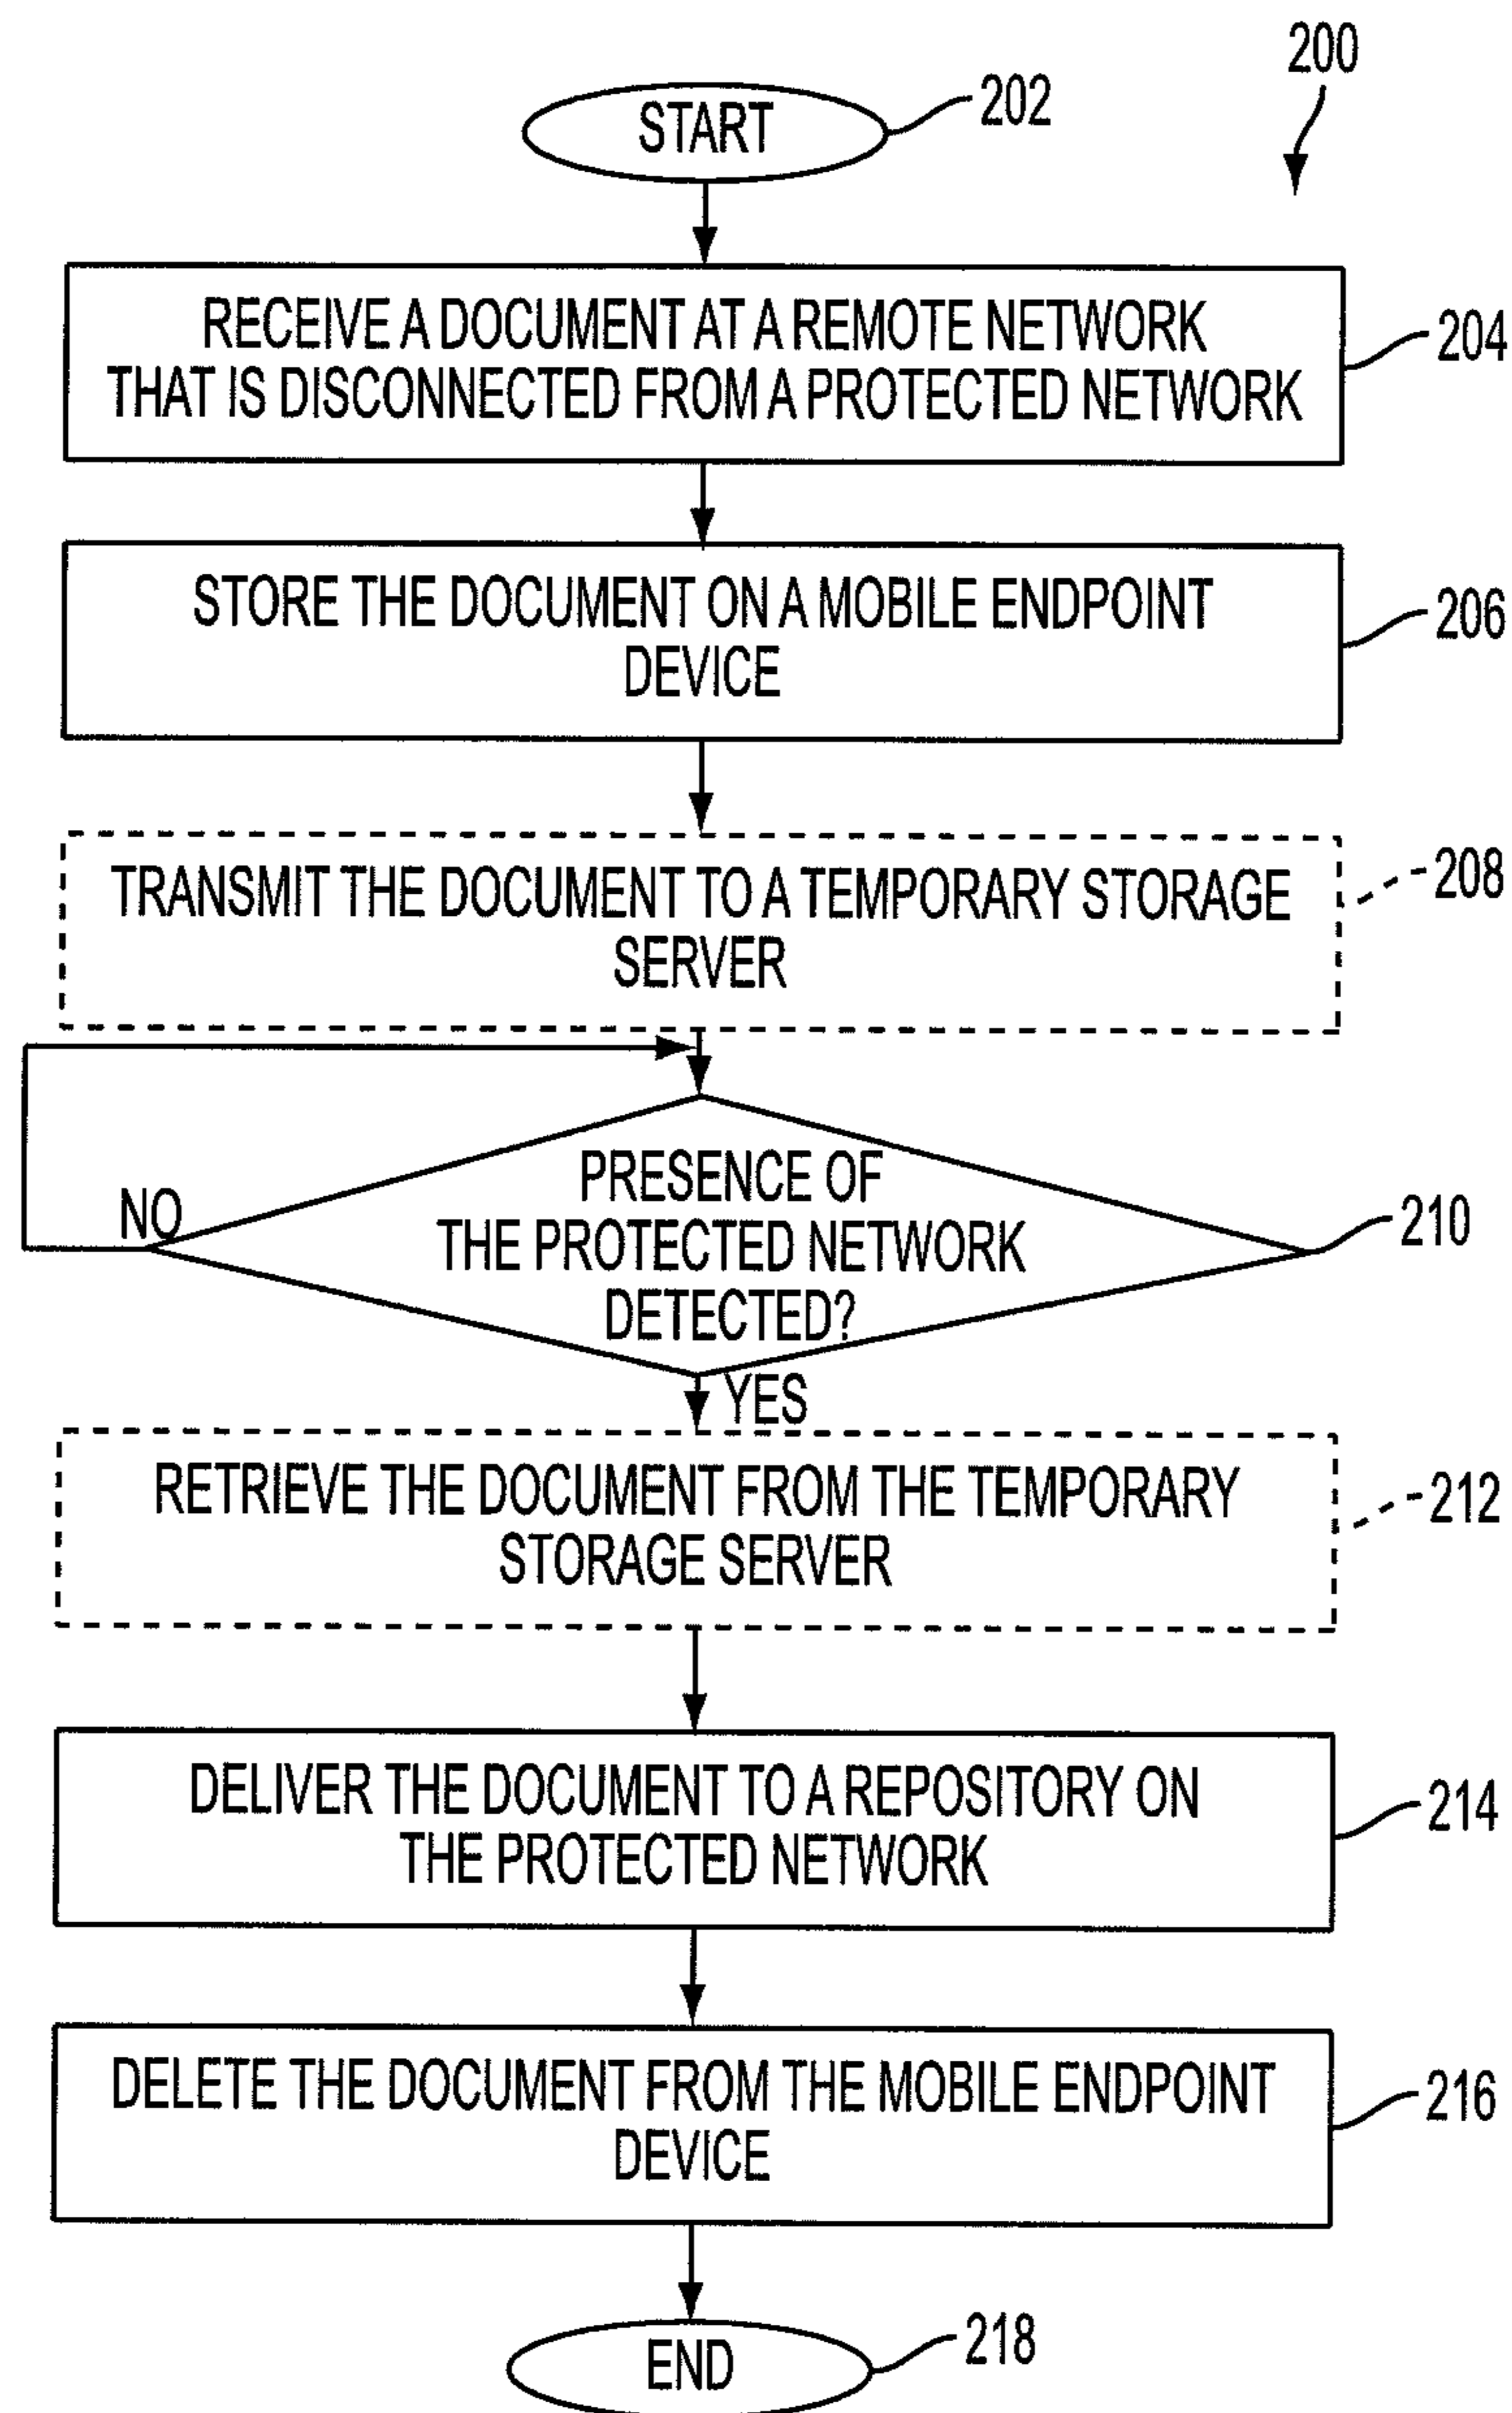 200
START
202
RECEIVE A DOCUMENT AT A REMOTE NETWORK
THAT IS DISCONNECTED FROM A PROTECTED NETWORK
204
STORE THE DOCUMENT ON A MOBILE ENDPOINT
DEVICE
206
TRANSMIT THE DOCUMENT TO A TEMPORARY STORAGE
SERVER
208
NO
PRESENCE OF
THE PROTECTED NETWORK
DETECTED?
210
YES
RETRIEVE THE DOCUMENT FROM THE TEMPORARY
STORAGE SERVER
212
DELIVER THE DOCUMENT TO A REPOSITORY ON
THE PROTECTED NETWORK
214
DELETE THE DOCUMENT FROM THE MOBILE ENDPOINT
DEVICE
216
END
218